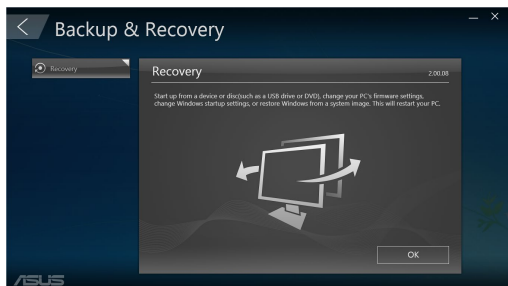 Backup & Recovery
Recovery
Recovery
2.00.08
Start up from a device or disc(such as a USB drive or DVD), change your PC's firmware settings,
change Windows startup settings, or restore Windows from a system image. This will restart your PC.
OK
ASUS